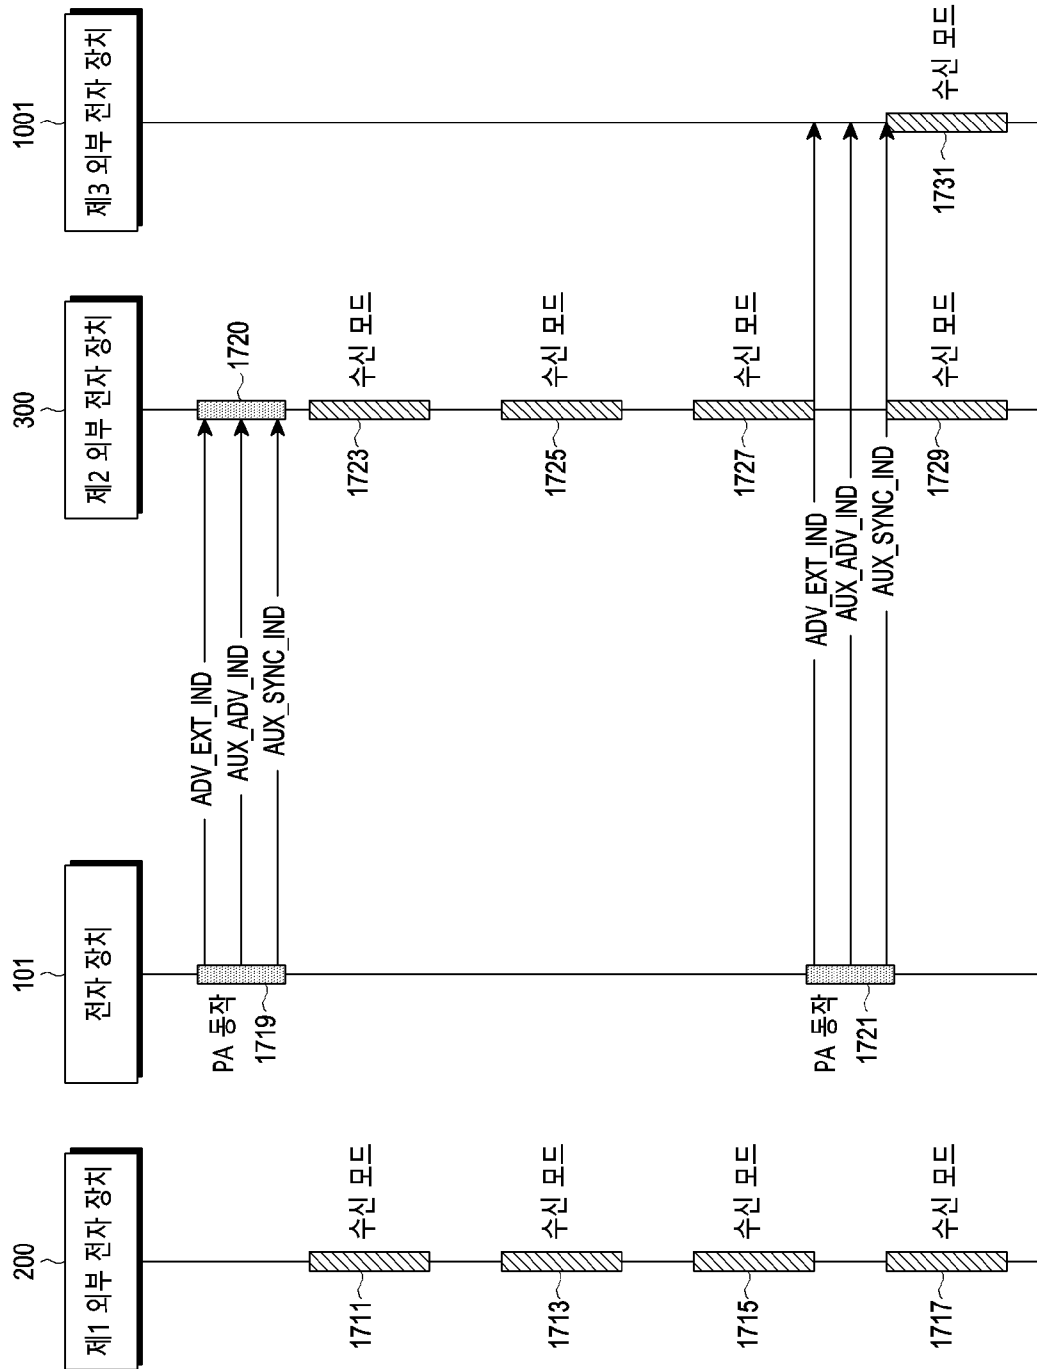 200
101
300
1001
제1 외부 전자 장치
전자 장치
제2 외부 전자 장치
제3 외부 전자 장치
PA 동작
1719
ADV_EXT_IND
AUX_ADV_IND
AUX_SYNC_IND
1720
1711
수신 모드
1723
수신 모드
1713
수신 모드
1725
수신 모드
1715
수신 모드
1727
수신 모드
PA 동작
1721
ADV_EXT_IND
AUX_ADV_IND
AUX_SYNC_IND
1717
수신 모드
1729
수신 모드
1731
수신 모드